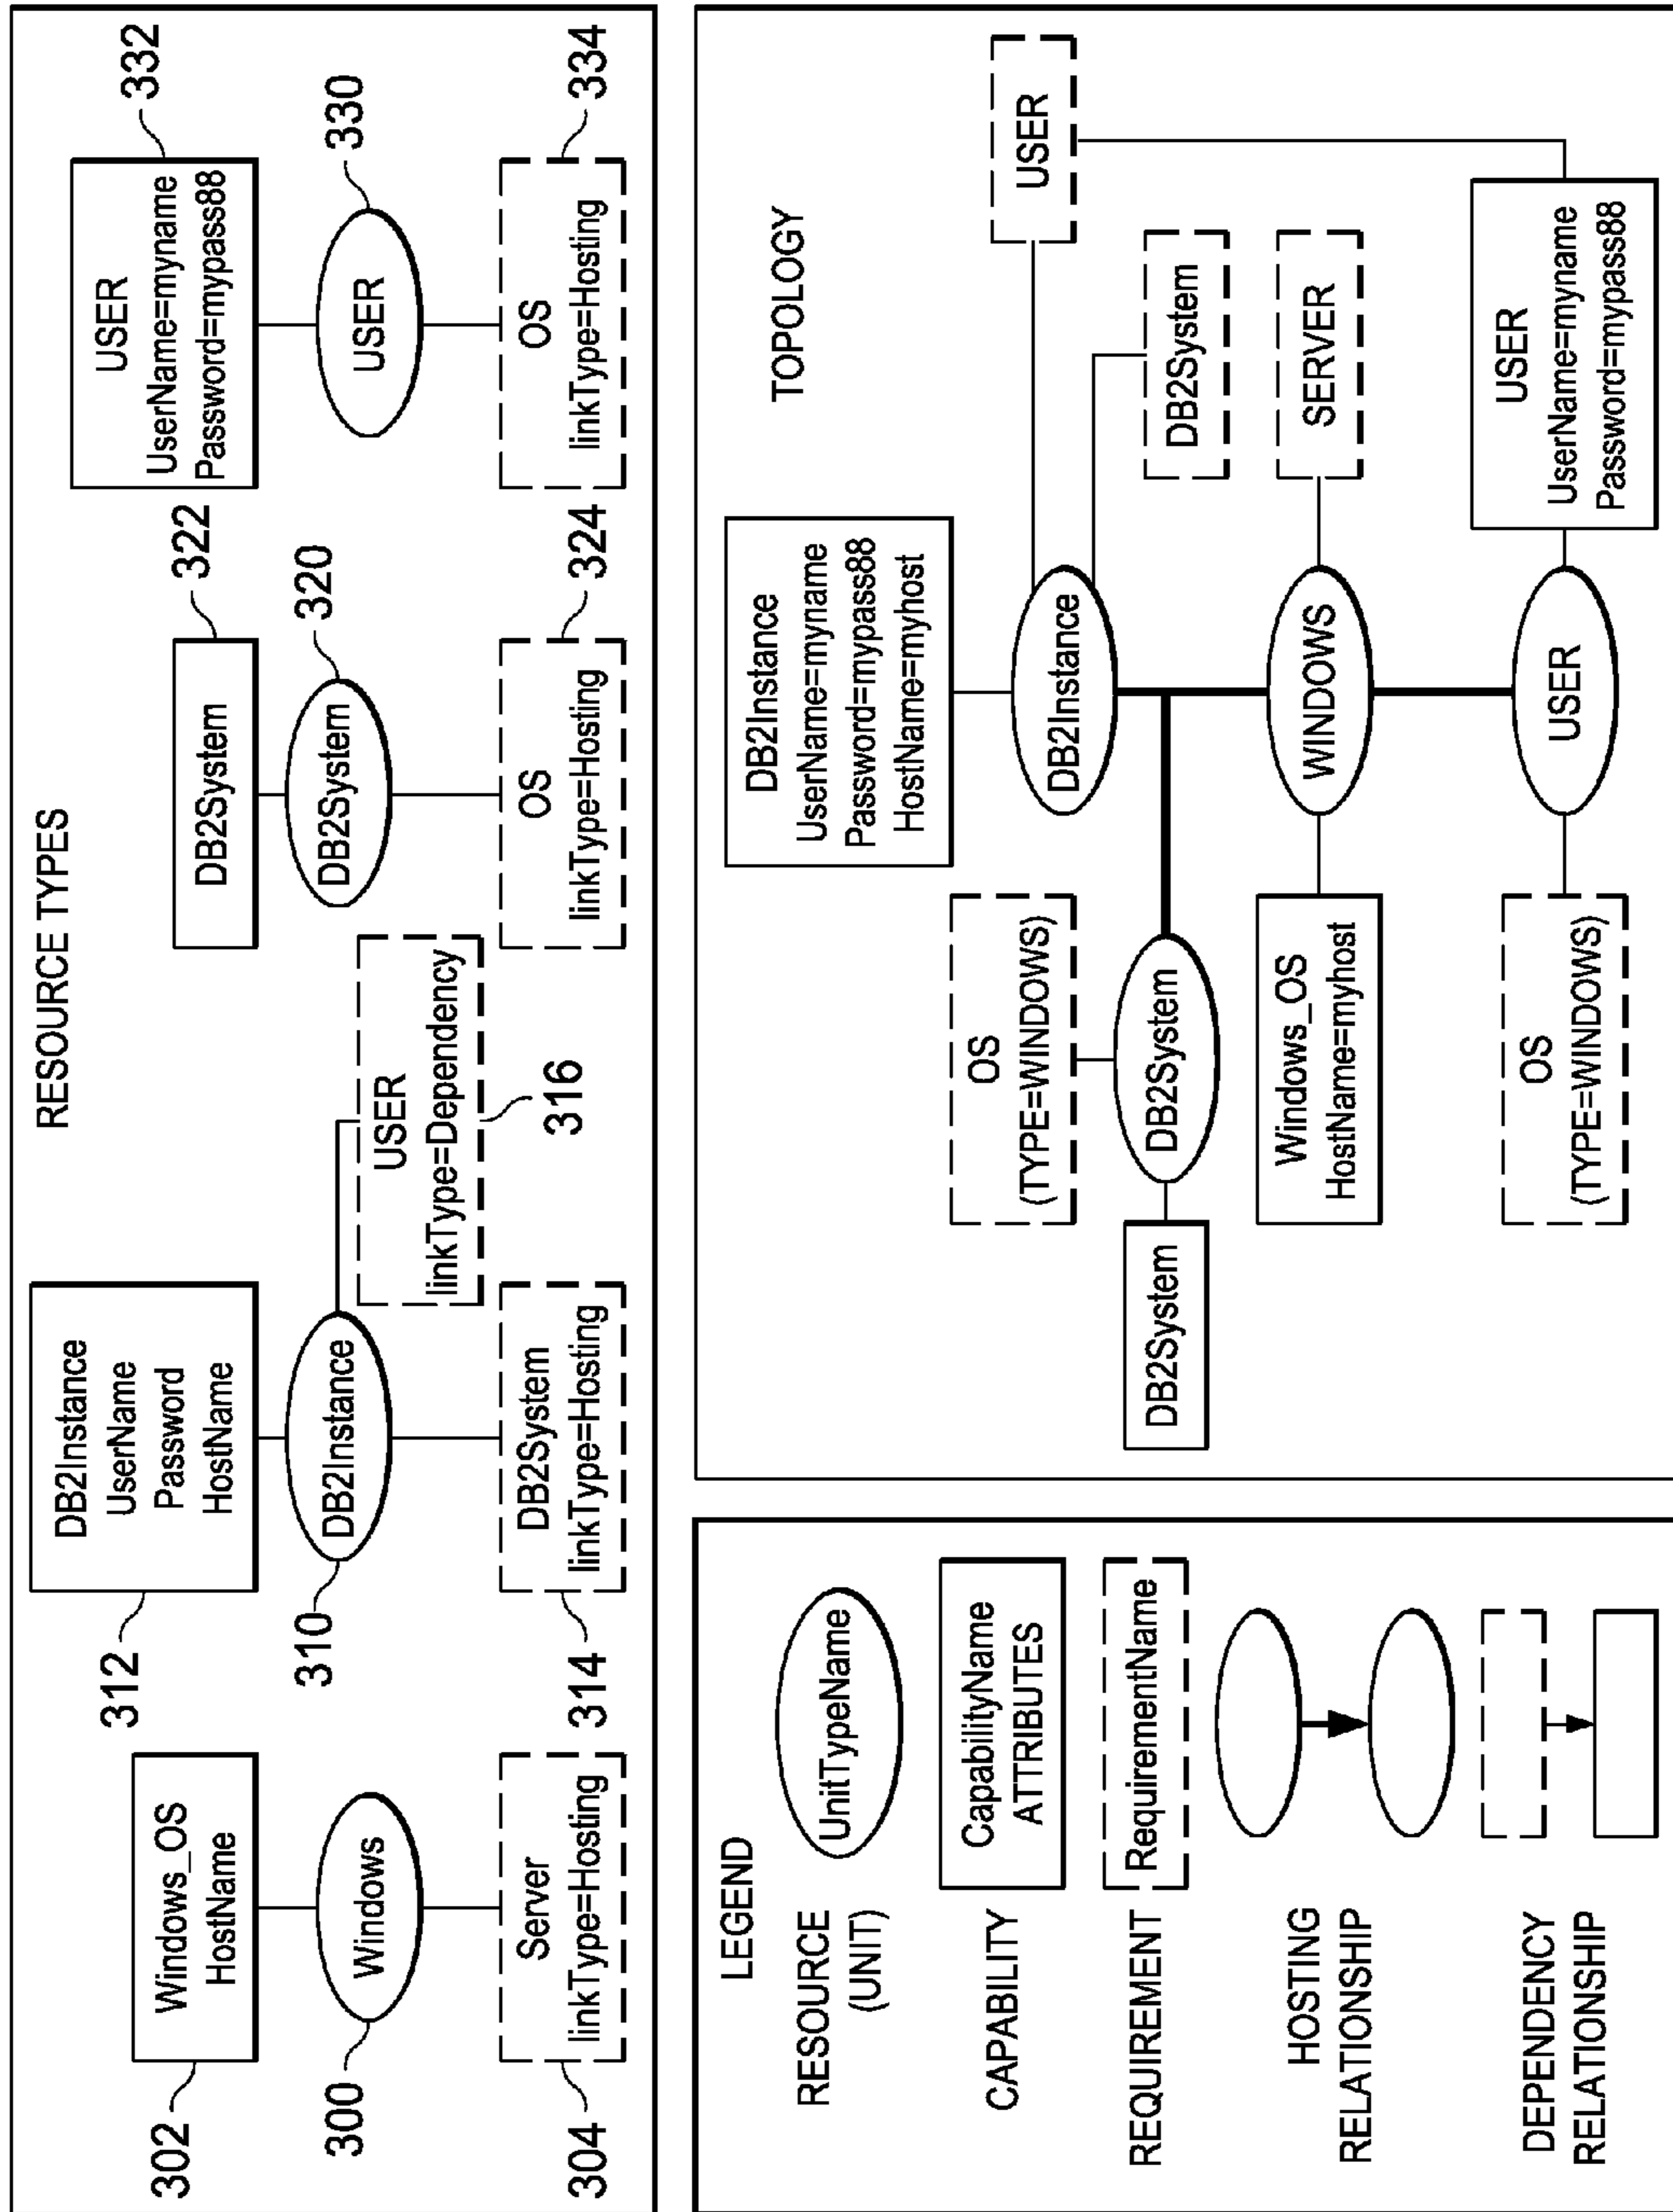 RESOURCE TYPES
302
Windows_OS
HostName
300
Windows
304
Server
linkType=Hosting
312
DB2Instance
UserName
Password
HostName
310
DB2Instance
314
DB2System
linkType=Hosting
USER
linkType=Dependency
316
322
DB2System
320
DB2System
324
OS
linkType=Hosting
332
USER
UserName=myname
Password=mypass88
330
USER
334
OS
linkType=Hosting
LEGEND
RESOURCE
(UNIT)
UnitTypeName
CAPABILITY
CapabilityName
ATTRIBUTES
REQUIREMENT
RequirementName
HOSTING
RELATIONSHIP
DEPENDENCY
RELATIONSHIP
TOPOLOGY
DB2Instance
UserName=myname
Password=mypass88
HostName=myhost
USER
DB2Instance
DB2System
OS
(TYPE=WINDOWS)
DB2System
DB2System
Windows_OS
HostName=myhost
WINDOWS
SERVER
OS
(TYPE=WINDOWS)
USER
USER
UserName=myname
Password=mypass88